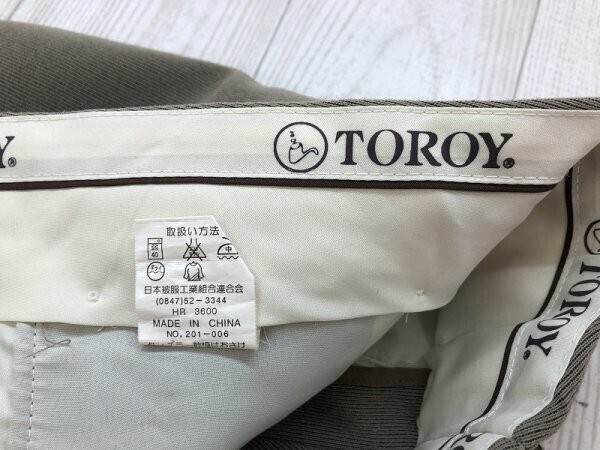 Y®
TOROY®
取扱い方法
中
日本被服工業組合連合会
(0847)52-3344
HR 3600
MADE IN CHINA
NO.201-006
TOROY®